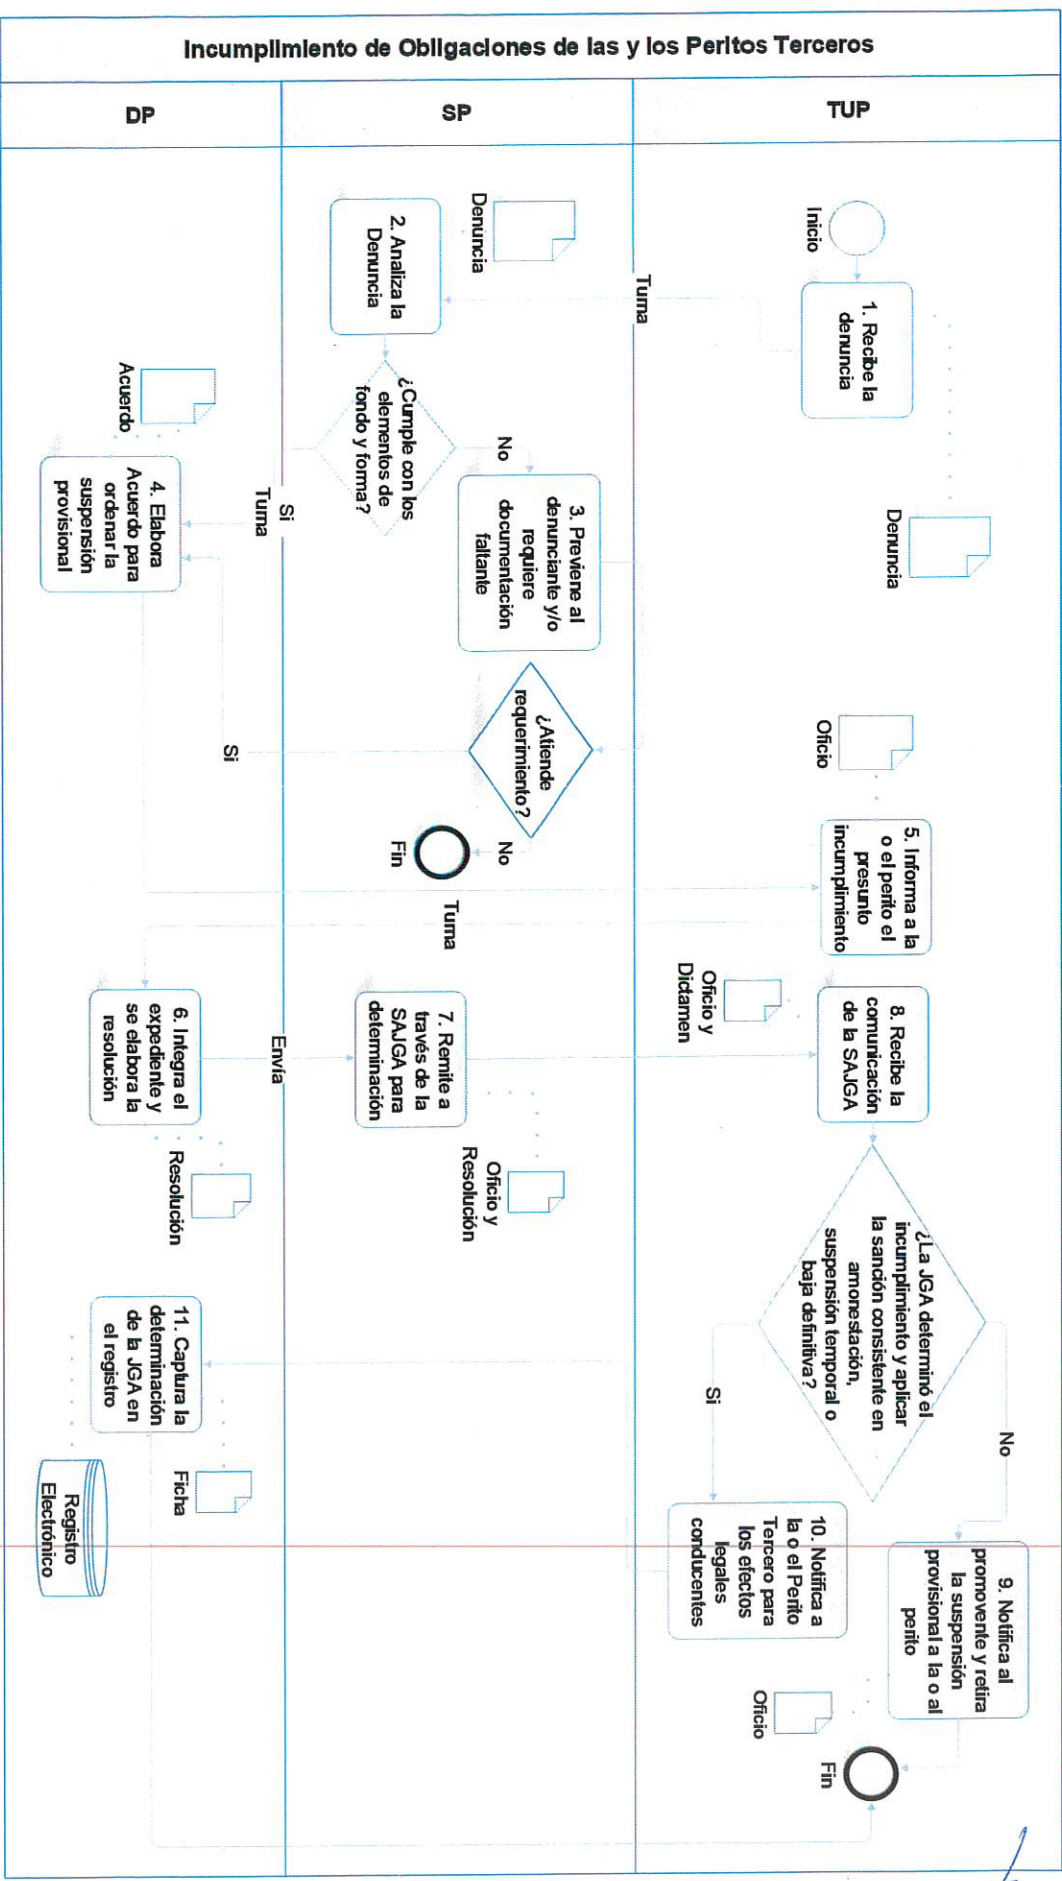 Incumplimiento de Obligaciones de las y los Peritos Terceros
TUP
SP
DP
Inicio
1. Recibe la
denuncia
Denuncia
Turna
Denuncia
2. Analiza la
Denuncia
¿Cumple con los
elementos de
fondo y forma?
No
3. Previene al
denunciante y/o
requiere
documentación
faltante
¿Atiende
requerimiento?
No
Fin
Si
Si
Turna
Acuerdo
4. Elabora
Acuerdo para
ordenar la
suspensión
provisional
Oficio
5. Informa a la
o el perito el
presunto
incumplimiento
Turna
6. Integra el
expediente y
se elabora la
resolución
Resolución
Envía
7. Remite a
través de la
SAJGA para
determinación
Oficio y
Resolución
Oficio y
Dictamen
8. Recibe la
comunicación
de la SAJGA
¿La JGA determinó el
incumplimiento y aplicar
la sanción consistente en
amonestación,
suspensión temporal o
baja definitiva?
No
Si
9. Notifica al
promovente y retira
la suspensión
provisional a la o al
perito
10. Notifica a
la o el Perito
Tercero para
los efectos
legales
conducentes
Oficio
Fin
11. Captura la
determinación
de la JGA en
el registro
Ficha
Registro
Electrónico